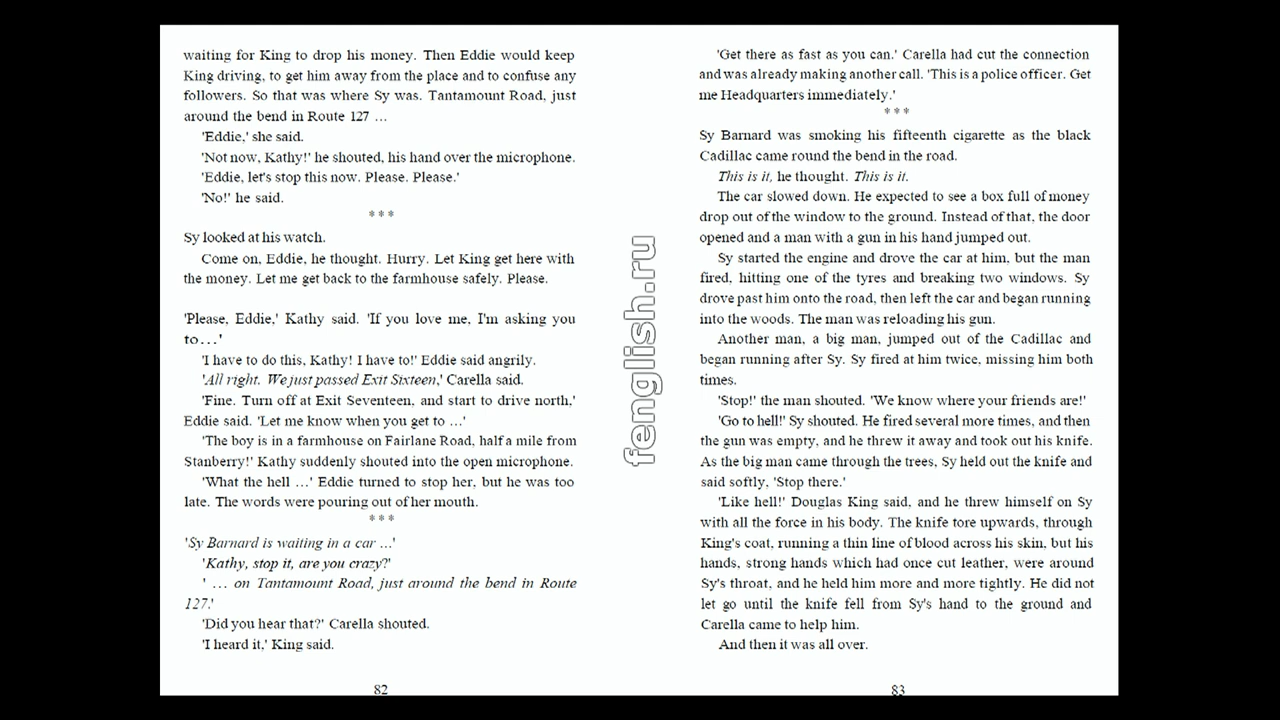 waiting for King to drop his money. Then Eddie would keep
King driving, to get him away from the place and to confuse any
followers. So that was where Sy was. Tantamount Road, just
around the bend in Route 127 ...
'Eddie,' she said.
'Not now, Kathy!' he shouted, his hand over the microphone.
'Eddie, let's stop this now. Please. Please.'
'No!' he said.
* * *
Sy looked at his watch.
Come on, Eddie, he thought. Hurry. Let King get here with
the money. Let me get back to the farmhouse safely. Please.
'Please, Eddie,' Kathy said. 'If you love me, I'm asking you
to...'
'I have to do this, Kathy! I have to!' Eddie said angrily.
'All right. We just passed Exit Sixteen,' Carella said.
'Fine. Turn off at Exit Seventeen, and start to drive north,'
Eddie said. 'Let me know when you get to ...'
'The boy is in a farmhouse on Fairlane Road, half a mile from
Stanberry!' Kathy suddenly shouted into the open microphone.
'What the hell ...' Eddie turned to stop her, but he was too
late. The words were pouring out of her mouth.
* * *
'Sy Barnard is waiting in a car ...'
'Kathy, stop it, are you crazy?'
' ... on Tantamount Road, just around the bend in Route
127.'
'Did you hear that?' Carella shouted.
'I heard it,' King said.
82
fenglish.ru
'Get there as fast as you can.' Carella had cut the connection
and was already making another call. 'This is a police officer. Get
me Headquarters immediately.'
* * *
Sy Barnard was smoking his fifteenth cigarette as the black
Cadillac came round the bend in the road.
This is it, he thought. This is it.
The car slowed down. He expected to see a box full of money
drop out of the window to the ground. Instead of that, the door
opened and a man with a gun in his hand jumped out.
Sy started the engine and drove the car at him, but the man
fired, hitting one of the tyres and breaking two windows. Sy
drove past him onto the road, then left the car and began running
into the woods. The man was reloading his gun.
Another man, a big man, jumped out of the Cadillac and
began running after Sy. Sy fired at him twice, missing him both
times.
'Stop!' the man shouted. 'We know where your friends are!'
'Go to hell!' Sy shouted. He fired several more times, and then
the gun was empty, and he threw it away and took out his knife.
As the big man came through the trees, Sy held out the knife and
said softly, 'Stop there.'
'Like hell!' Douglas King said, and he threw himself on Sy
with all the force in his body. The knife tore upwards, through
King's coat, running a thin line of blood across his skin, but his
hands, strong hands which had once cut leather, were around
Sy's throat, and he held him more and more tightly. He did not
let go until the knife fell from Sy's hand to the ground and
Carella came to help him.
And then it was all over.
83